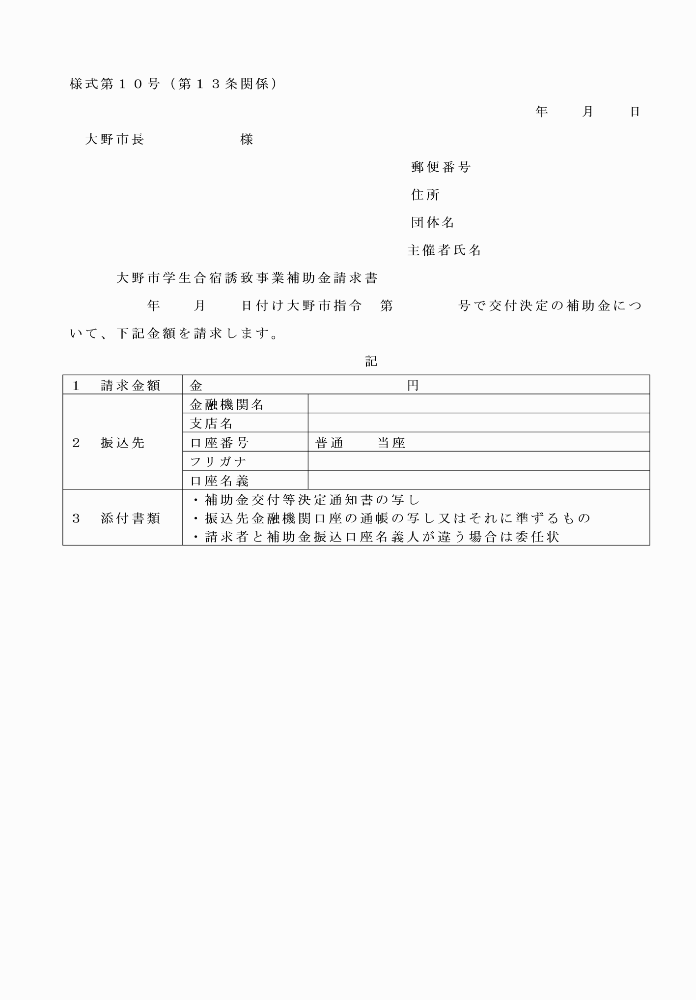 様式第１０号（第１３条関係）
年　　月　　日
大野市長　　　　　　様
郵便番号
住所
団体名
主催者氏名
大野市学生合宿誘致事業補助金請求書
年　　月　　日付け大野市指令　第　　　　号で交付決定の補助金につ
いて、下記金額を請求します。
記
１　請求金額　金　　　　　　　　　　　　　円
２　振込先
金融機関名
支店名
口座番号　普通　　当座
フリガナ
口座名義
３　添付書類
・補助金交付等決定通知書の写し
・振込先金融機関口座の通帳の写し又はそれに準ずるもの
・請求者と補助金振込口座名義人が違う場合は委任状